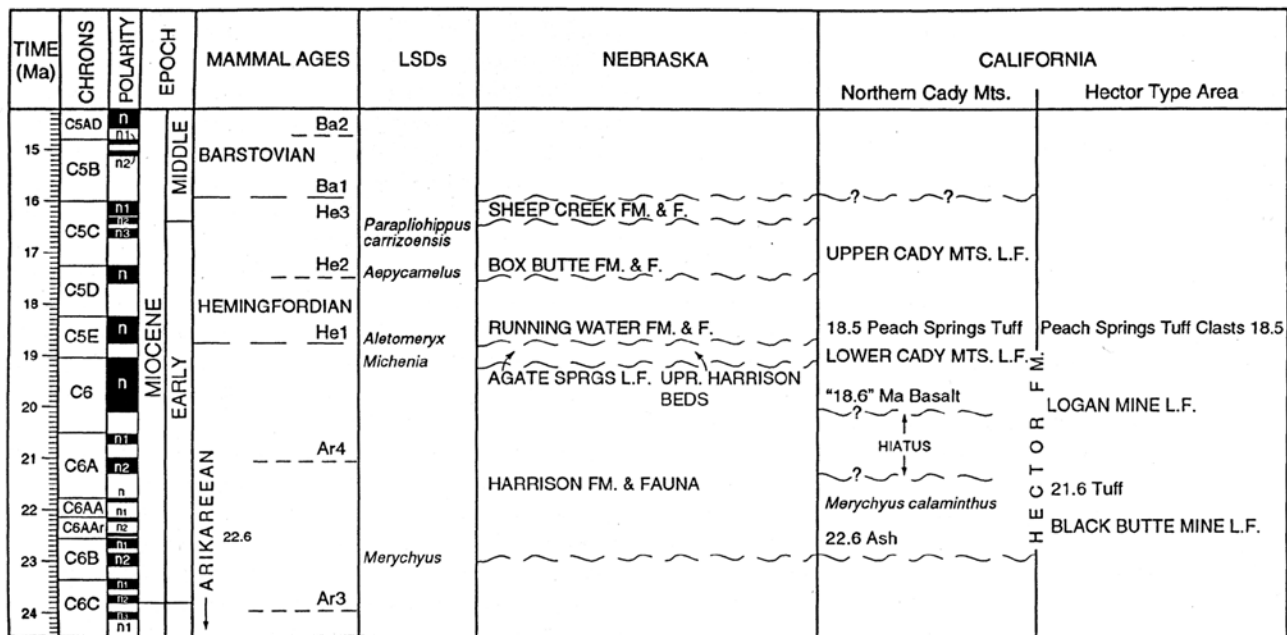 TIME
(Ma)
CHRONS
POLARITY
EPOCH
MAMMAL AGES
LSDs
NEBRASKA
CALIFORNIA
Northern Cady Mts.
Hector Type Area
15
16
17
18
19
20
21
22
23
24
C5AD
C5B
C5C
C5D
C5E
C6
C6A
C6AA
C6AAr
C6B
C6C
n
n1
n2
n1
n2
n3
n
n
n
n1
n2
n
n1
n2
n1
n2
n1
n2
n3
n1
MIOCENE
MIDDLE
EARLY
Ba2
BARSTOVIAN
Ba1
He3
He2
HEMINGFORDIAN
He1
Ar4
ARIKAREEAN
22.6
Ar3
Parapliohippus
carrizoensis
Aepycamelus
Aletomeryx
Michenia
Merychyus
SHEEP CREEK FM. & F.
BOX BUTTE FM. & F.
RUNNING WATER FM. & F.
AGATE SPRGS L.F.
UPR. HARRISON
BEDS
HARRISON FM. & FAUNA
? ?
UPPER CADY MTS. L.F.
18.5 Peach Springs Tuff
LOWER CADY MTS. L.F.
"18.6" Ma Basalt
?
HIATUS
?
Merychyus calaminthus
22.6 Ash
HECTOR FM.
Peach Springs Tuff Clasts 18.5
LOGAN MINE L.F.
21.6 Tuff
BLACK BUTTE MINE L.F.